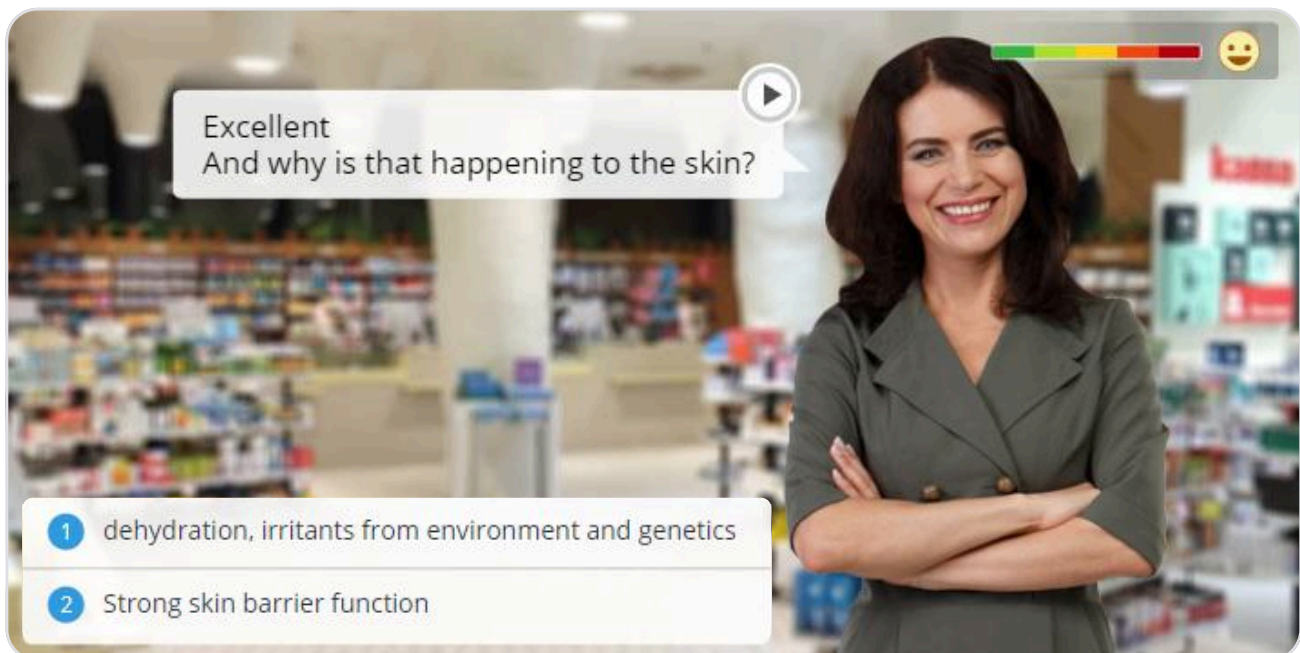 Excellent
And why is that happening to the skin?
1 dehydration, irritants from environment and genetics
2 Strong skin barrier function